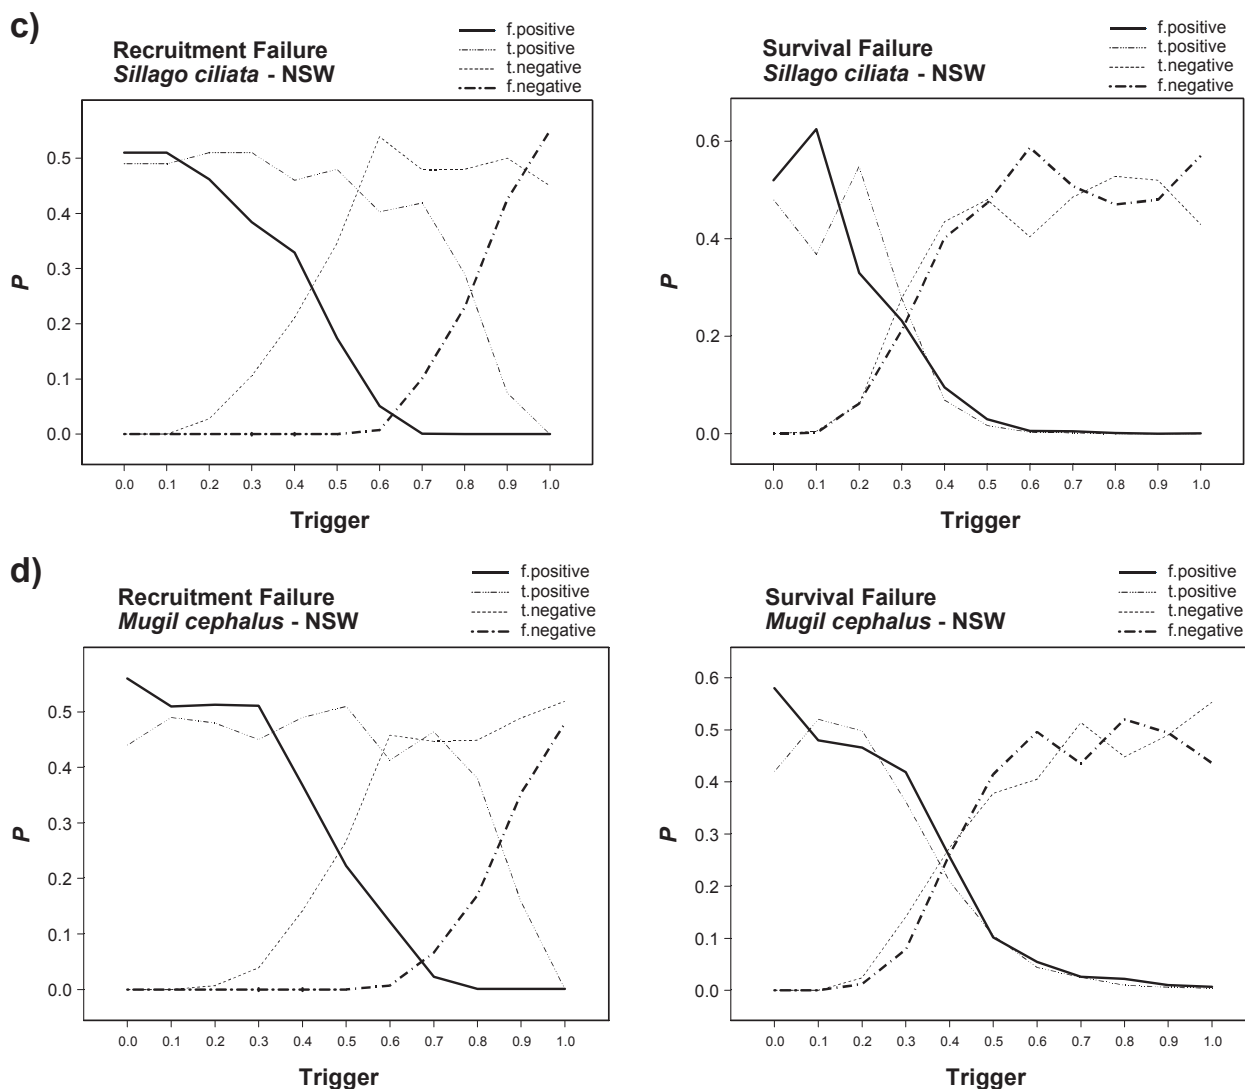 c)
Recruitment Failure
Sillago ciliata - NSW
f.positive
t.positive
t.negative
f.negative
0.5
0.4
0.3
0.2
0.1
0.0
P
0.0 0.1 0.2 0.3 0.4 0.5 0.6 0.7 0.8 0.9 1.0
Trigger
Survival Failure
Sillago ciliata - NSW
f.positive
t.positive
t.negative
f.negative
0.6
0.4
0.2
0.0
P
0.0 0.1 0.2 0.3 0.4 0.5 0.6 0.7 0.8 0.9 1.0
Trigger
d)
Recruitment Failure
Mugil cephalus - NSW
f.positive
t.positive
t.negative
f.negative
0.5
0.4
0.3
0.2
0.1
0.0
P
0.0 0.1 0.2 0.3 0.4 0.5 0.6 0.7 0.8 0.9 1.0
Trigger
Survival Failure
Mugil cephalus - NSW
f.positive
t.positive
t.negative
f.negative
0.6
0.5
0.4
0.3
0.2
0.1
0.0
P
0.0 0.1 0.2 0.3 0.4 0.5 0.6 0.7 0.8 0.9 1.0
Trigger